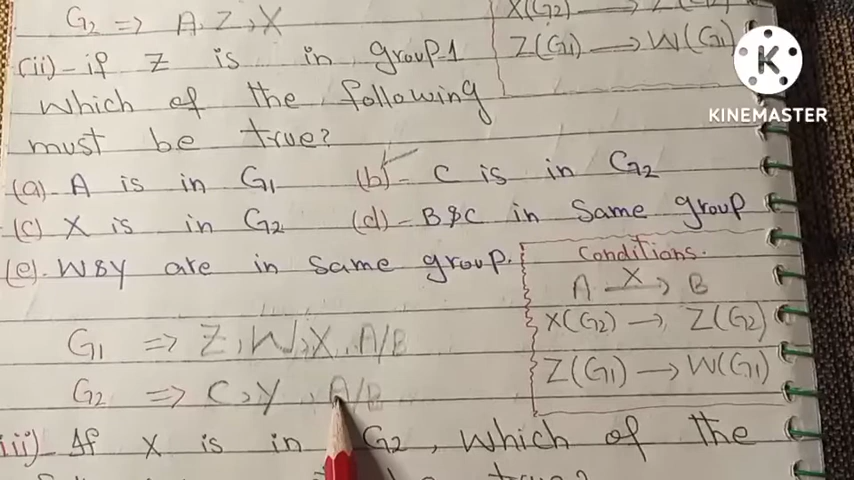 G2 => A, Z, X
X(G2) → Z(G2)
Z(G1) → W(G1)
(ii)- if Z is in group-1
which of the following
must be true?
(a) A is in G1 (b)- C is in G2
(c) X is in G2 (d)- B&C in Same group
(e). W&Y are in Same group.
Conditions.
A X→ B
X(G2) → Z(G2)
Z(G1) → W(G1)
G1 => Z, W, X, A/B
G2 => C, Y, A/B
iii)- If X is in G2, which of the
true?
K
KINEMASTER